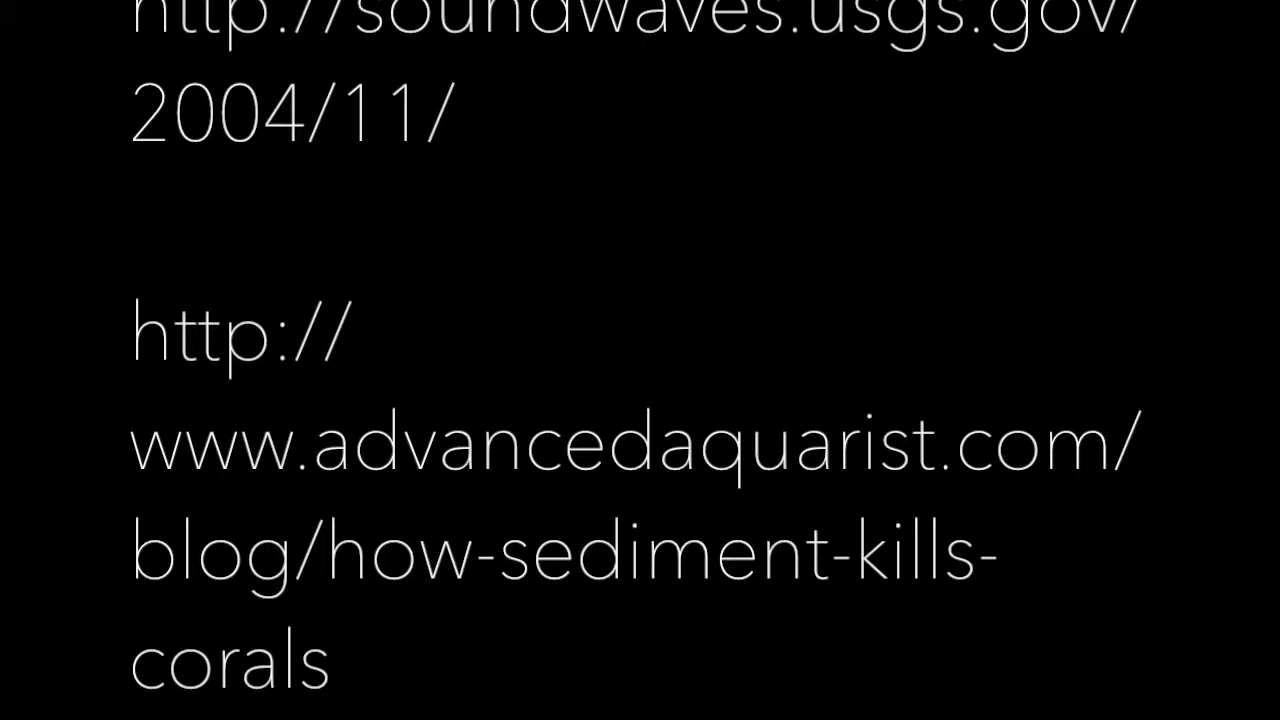 http://soundwaves.usgs.gov/
2004/11/
http://
www.advancedaquarist.com/
blog/how-sediment-kills-
corals